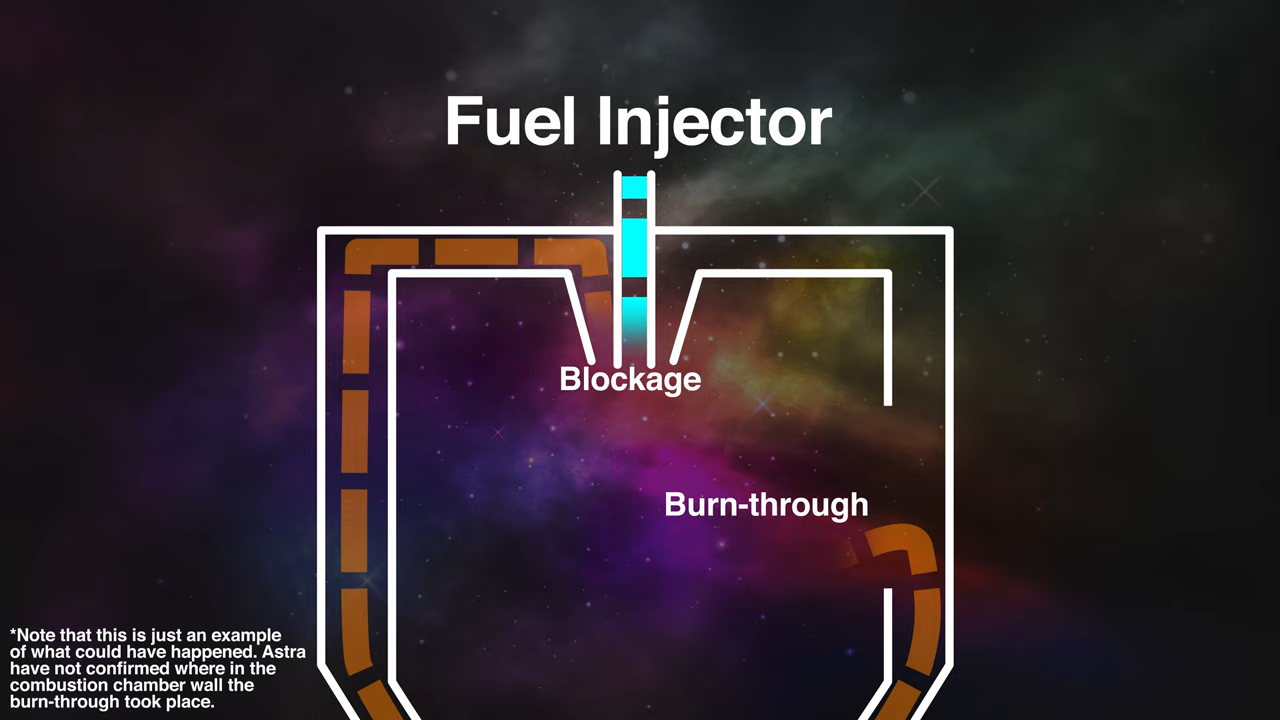 Fuel Injector
Blockage
Burn-through
*Note that this is just an example
of what could have happened. Astra
have not confirmed where in the
combustion chamber wall the
burn-through took place.